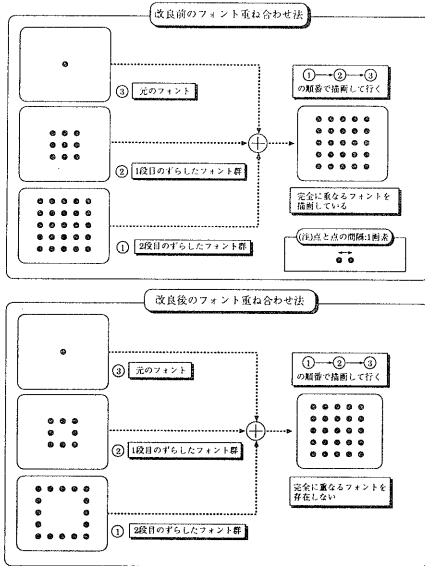 改良前のフォント重ね合わせ法
③ 元のフォント
② 1段目のずらしたフォント群
① 2段目のずらしたフォント群
① ② ③
の順番で描画して行く
完全に重なるフォントを
描画している
(注)点と点の間隔:1画素
改良後のフォント重ね合わせ法
③ 元のフォント
② 1段目のずらしたフォント群
① 2段目のずらしたフォント群
① ② ③
の順番で描画して行く
完全に重なるフォントを
存在しない